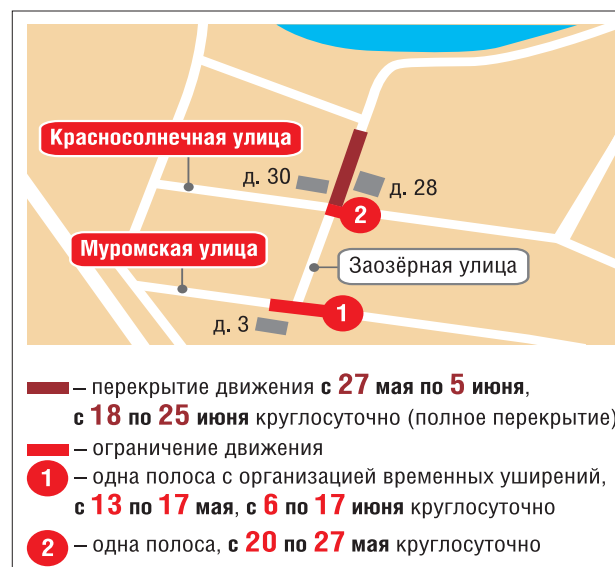 Красносолнечная улица
д. 30
д. 28
2
Муромская улица
Заозёрная улица
1
д. 3
– перекрытие движения с 27 мая по 5 июня,
с 18 по 25 июня круглосуточно (полное перекрытие)
– ограничение движения
1 – одна полоса с организацией временных уширений,
с 13 по 17 мая, с 6 по 17 июня круглосуточно
2 – одна полоса, с 20 по 27 мая круглосуточно